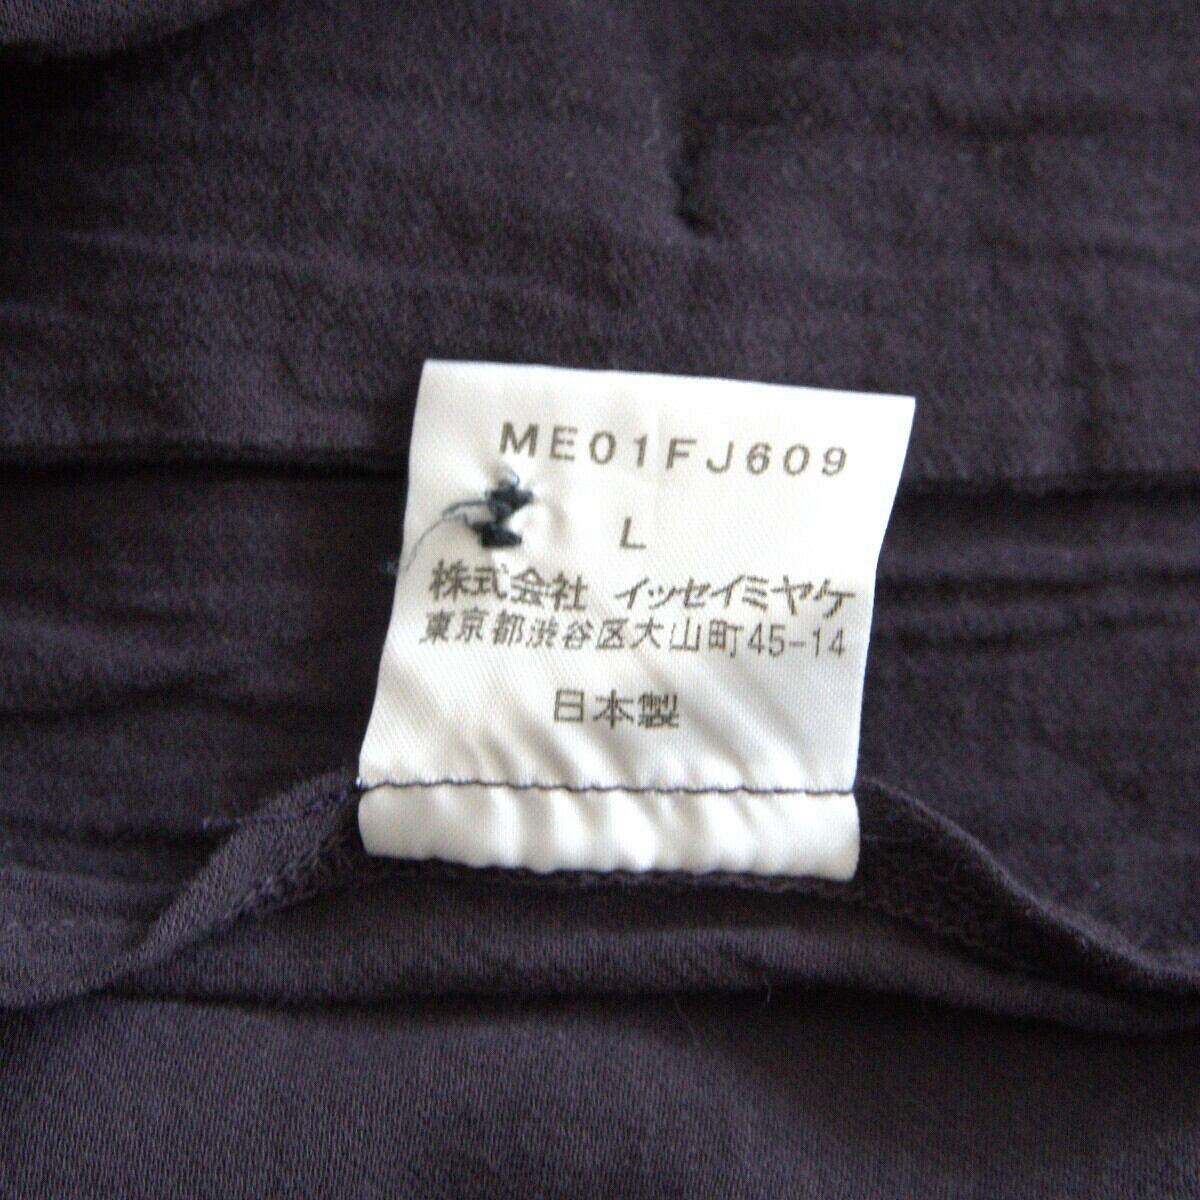 ME01FJ609
L
株式会社 イッセイミヤケ
東京都渋谷区大山町45-14
日本製